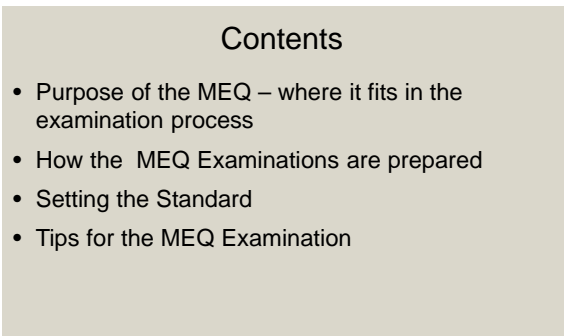 Contents
• Purpose of the MEQ – where it fits in the
examination process
• How the  MEQ Examinations are prepared
• Setting the Standard
• Tips for the MEQ Examination